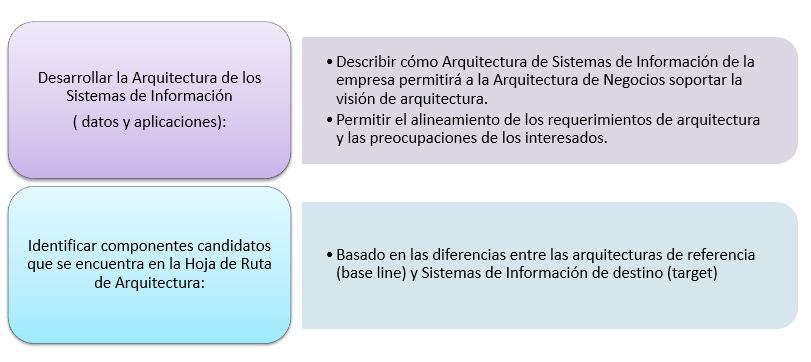 Desarrollar la Arquitectura de los
Sistemas de Información
( datos y aplicaciones):
• Describir cómo Arquitectura de Sistemas de Información de la
empresa permitirá a la Arquitectura de Negocios soportar la
visión de arquitectura.
• Permitir el alineamiento de los requerimientos de arquitectura
y las preocupaciones de los interesados.
Identificar componentes candidatos
que se encuentra en la Hoja de Ruta
de Arquitectura:
• Basado en las diferencias entre las arquitecturas de referencia
(base line) y Sistemas de Información de destino (target)